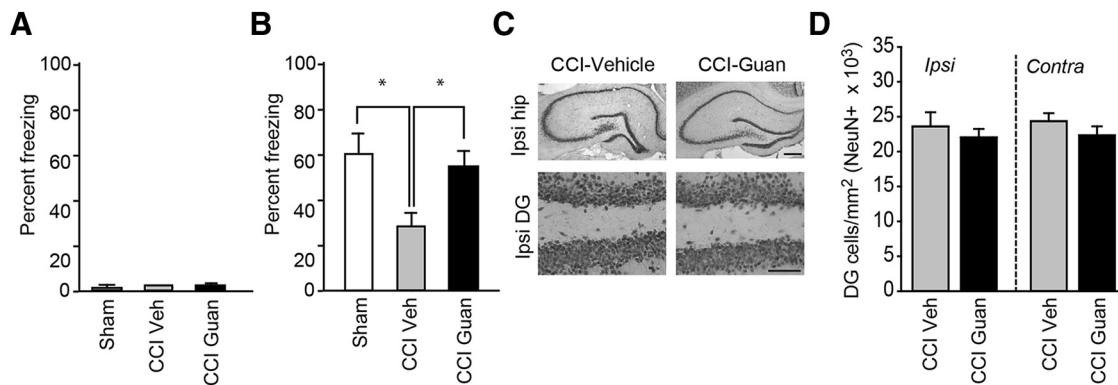 A
Percent freezing
100
80
60
40
20
0
Sham
CCI Veh
CCI Guan
B
Percent freezing
100
80
60
40
20
0
*
*
Sham
CCI Veh
CCI Guan
C
CCI-Vehicle
CCI-Guan
Ipsi hip
Ipsi DG
D
DG cells/mm² (NeuN+ x 10³)
35
30
25
20
15
10
5
0
Ipsi
Contra
CCI Veh
CCI Guan
CCI Veh
CCI Guan